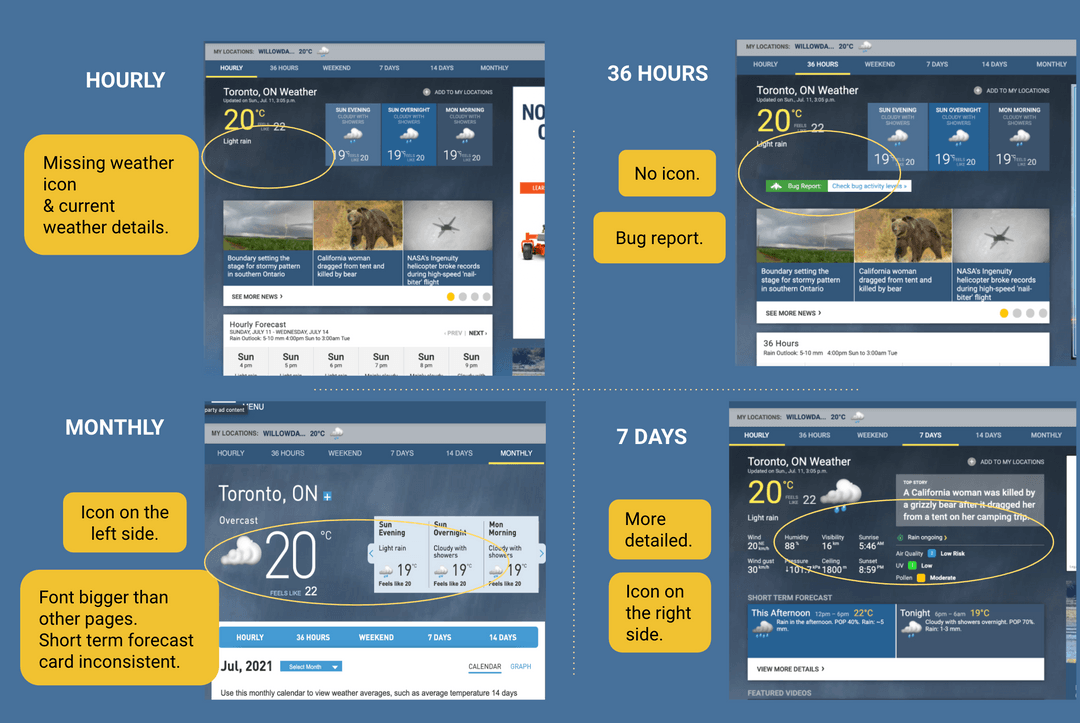 HOURLY
Missing weather
icon
& current
weather details.
MY LOCATIONS: WILLOWDA... 20°C
HOURLY 36 HOURS WEEKEND 7 DAYS 14 DAYS MONTHLY
Toronto, ON Weather
Updated on Sun., Jul. 11, 3:05 p.m.
ADD TO MY LOCATIONS
20°C FEELS LIKE 22
Light rain
SUN EVENING SUN OVERNIGHT MON MORNING
CLOUDY WITH SHOWERS CLOUDY WITH SHOWERS CLOUDY WITH SHOWERS
19°C FEELS LIKE 20 19°C FEELS LIKE 20 19°C FEELS LIKE 20
LEAR
Boundary setting the
stage for stormy pattern
in southern Ontario
California woman
dragged from tent and
killed by bear
NASA's Ingenuity
helicopter broke records
during high-speed 'nail-
biter' flight
SEE MORE NEWS >
Hourly Forecast
SUNDAY, JULY 11 - WEDNESDAY, JULY 14
Rain Outlook: 5-10 mm 4:00pm Sun to 3:00am Tue
‹ PREV | NEXT ›
Sun Sun Sun Sun Sun Sun
4 pm 5 pm 6 pm 7 pm 8 pm 9 pm
36 HOURS
No icon.
Bug report.
MY LOCATIONS: WILLOWDA... 20°C
HOURLY 36 HOURS WEEKEND 7 DAYS 14 DAYS MONTHLY
Toronto, ON Weather
Updated on Sun., Jul. 11, 3:05 p.m.
ADD TO MY LOCATIONS
20°C FEELS LIKE 22
Light rain
SUN EVENING SUN OVERNIGHT MON MORNING
CLOUDY WITH SHOWERS CLOUDY WITH SHOWERS CLOUDY WITH SHOWERS
19°C FEELS LIKE 20 19°C FEELS LIKE 20 19°C FEELS LIKE 20
Bug Report: Check bug activity levels »
Boundary setting the
stage for stormy pattern
in southern Ontario
California woman
dragged from tent and
killed by bear
NASA's Ingenuity
helicopter broke records
during high-speed 'nail-
biter' flight
SEE MORE NEWS >
36 Hours
Rain Outlook: 5-10 mm 4:00pm Sun to 3:00am Tue
MONTHLY
Icon on the
left side.
Font bigger than
other pages.
Short term forecast
card inconsistent.
party ad content
MENU
MY LOCATIONS: WILLOWDA... 20°C
HOURLY 36 HOURS WEEKEND 7 DAYS 14 DAYS MONTHLY
Toronto, ON +
Overcast
20°C
FEELS LIKE 22
Sun Evening Sun Overnight Mon Morning
Light rain Cloudy with showers Cloudy with showers
19°C 19°C 19°C
Feels like 20 Feels like 20 Feels like 20
HOURLY 36 HOURS WEEKEND 7 DAYS 14 DAYS
Jul, 2021 Select Month CALENDAR GRAPH
Use this monthly calendar to view weather averages, such as average temperature 14 days
7 DAYS
More
detailed.
Icon on
the right
side.
MY LOCATIONS: WILLOWDA... 20°C
HOURLY 36 HOURS WEEKEND 7 DAYS 14 DAYS MONTHLY
Toronto, ON Weather
Updated on Sun., Jul. 11, 3:05 p.m.
ADD TO MY LOCATIONS
20°C FEELS LIKE 22
Light rain
TOP STORY
A California woman was killed by
a grizzly bear after it dragged her
from a tent on her camping trip.
Wind Humidity Visibility Sunrise
20 NE km/h 88% 16 km 5:46 AM
Wind gust Pressure Ceiling Sunset
30 km/h ↓101.7 kPa 1800 m 8:59 PM
Rain ongoing >
Air Quality Low Risk
UV Low
Pollen Moderate
SHORT TERM FORECAST
This Afternoon 12pm – 6pm 22°C
Rain in the afternoon. POP 40%. Rain: ~5
mm.
Tonight 6pm – 6am 19°C
Cloudy with showers overnight. POP 70%.
Rain: 1-3 mm.
VIEW MORE DETAILS >
FEATURED VIDEOS